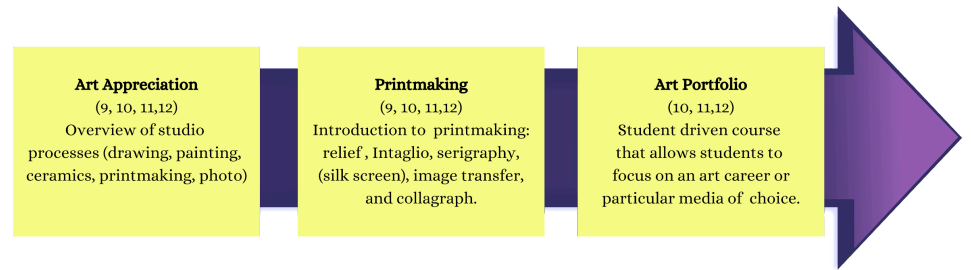 Art Appreciation
(9, 10, 11,12)
Overview of studio
processes (drawing, painting,
ceramics, printmaking, photo)
Printmaking
(9, 10, 11,12)
Introduction to printmaking:
relief , Intaglio, serigraphy,
(silk screen), image transfer,
and collagraph.
Art Portfolio
(10, 11,12)
Student driven course
that allows students to
focus on an art career or
particular media of choice.